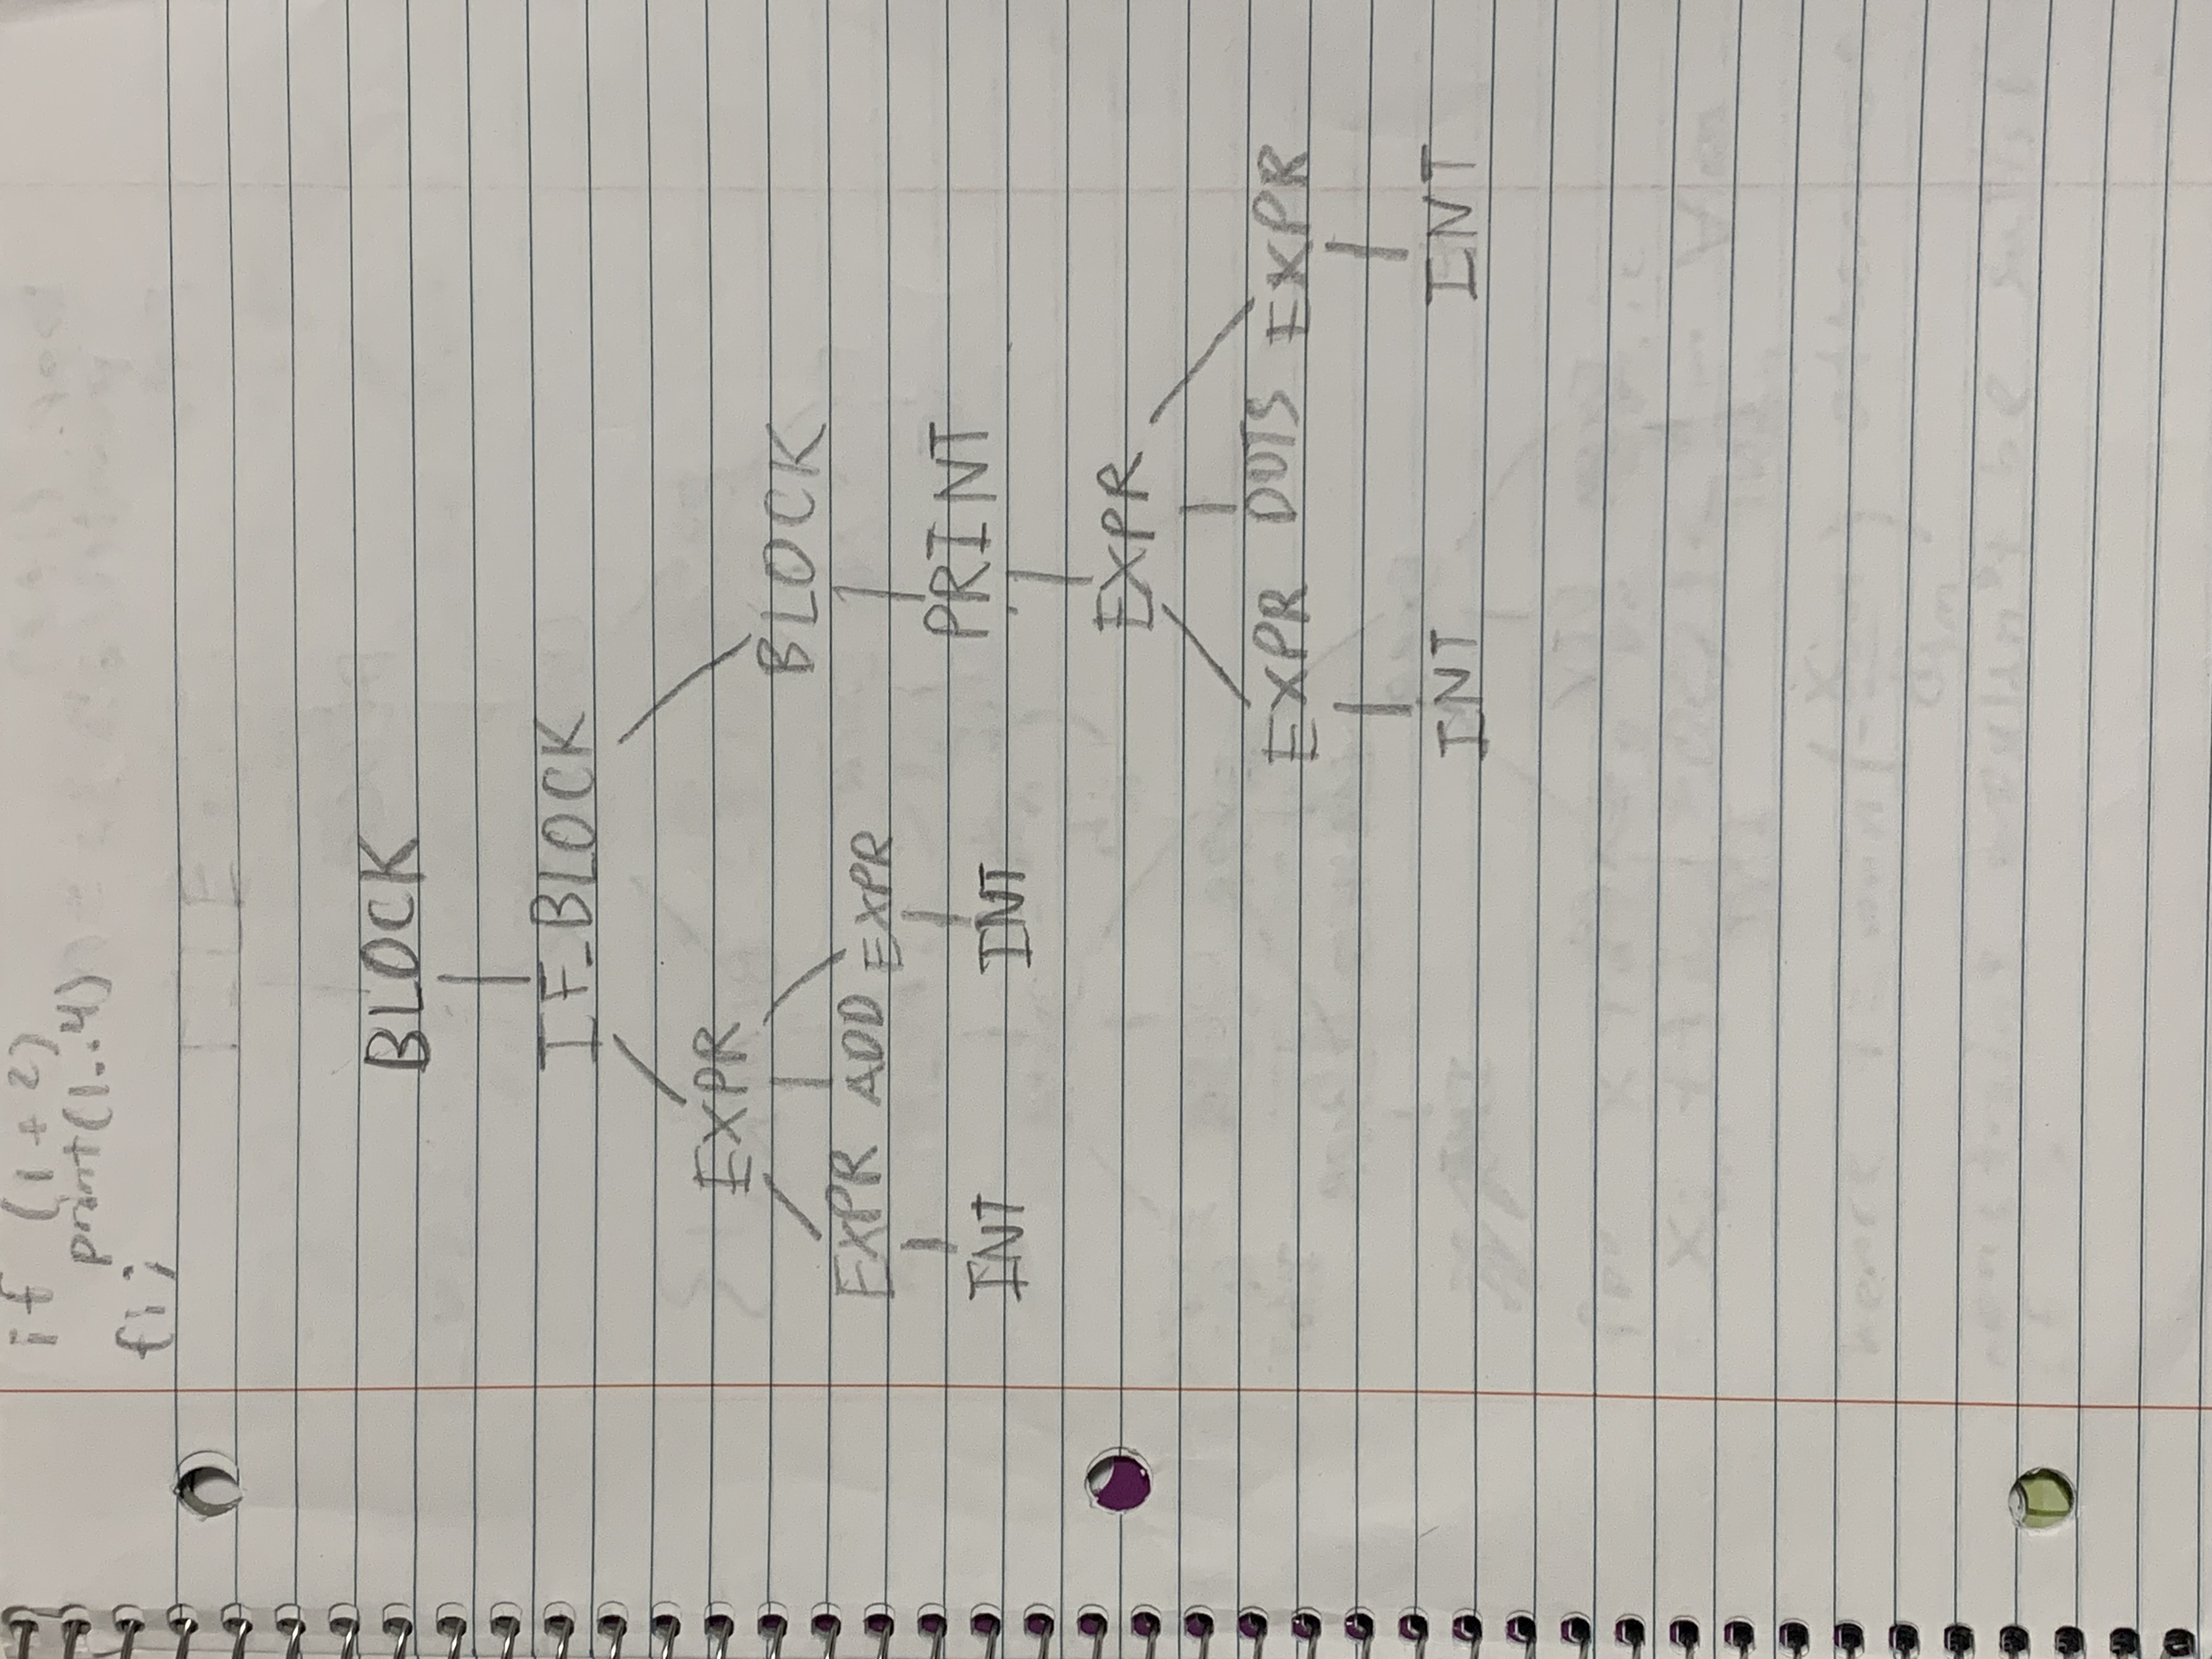 if (1 + 2)
print(1..4)
fi;
BLOCK
IF_BLOCK
EXPR
BLOCK
EXPR ADD EXPR
PRINT
INT INT
EXPR
EXPR DOTS EXPR
INT INT